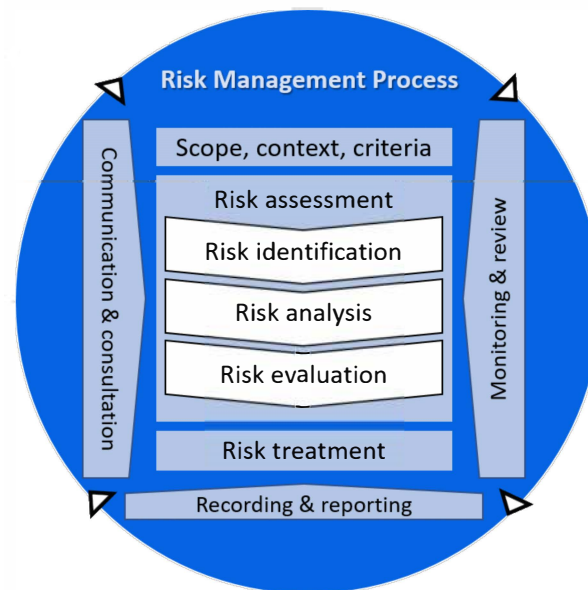 Risk Management Process
Scope, context, criteria
Risk assessment
Risk identification
Risk analysis
Risk evaluation
Risk treatment
Communication & consultation
Monitoring & review
Recording & reporting